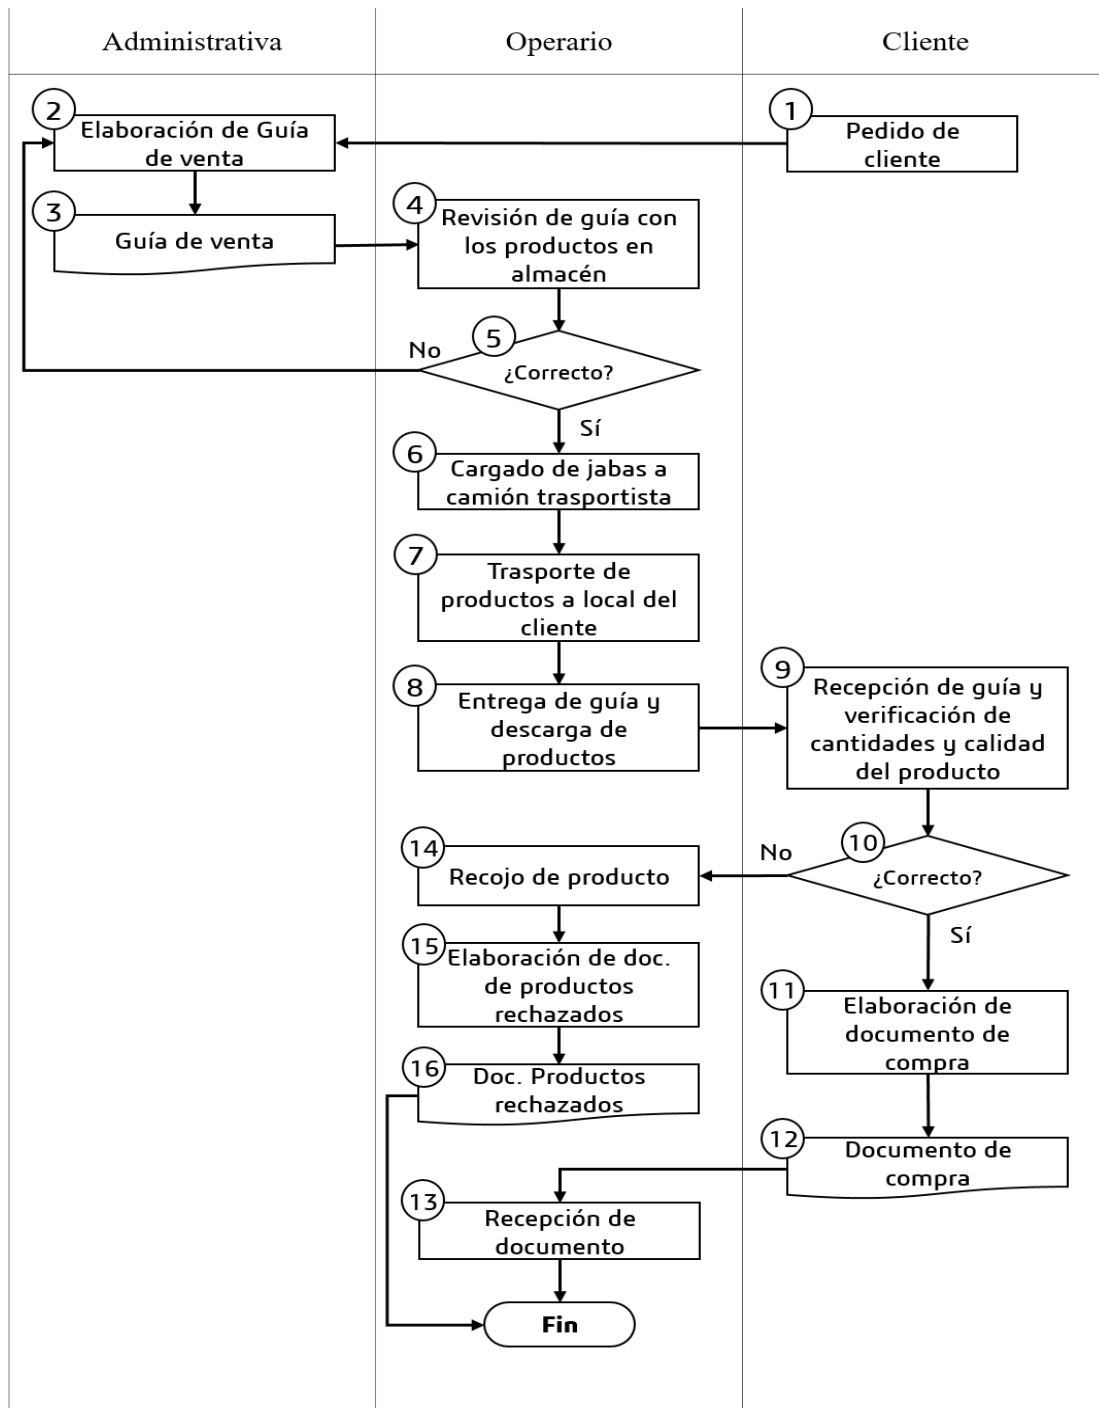 Administrativa
Operario
Cliente
1
Pedido de
cliente
2
Elaboración de Guía
de venta
3
Guía de venta
4
Revisión de guía con
los productos en
almacén
5
¿Correcto?
No
Sí
6
Cargado de jabas a
camión trasportista
7
Trasporte de
productos a local del
cliente
8
Entrega de guía y
descarga de
productos
9
Recepción de guía y
verificación de
cantidades y calidad
del producto
10
¿Correcto?
No
Sí
11
Elaboración de
documento de
compra
12
Documento de
compra
13
Recepción de
documento
14
Recojo de producto
15
Elaboración de doc.
de productos
rechazados
16
Doc. Productos
rechazados
Fin